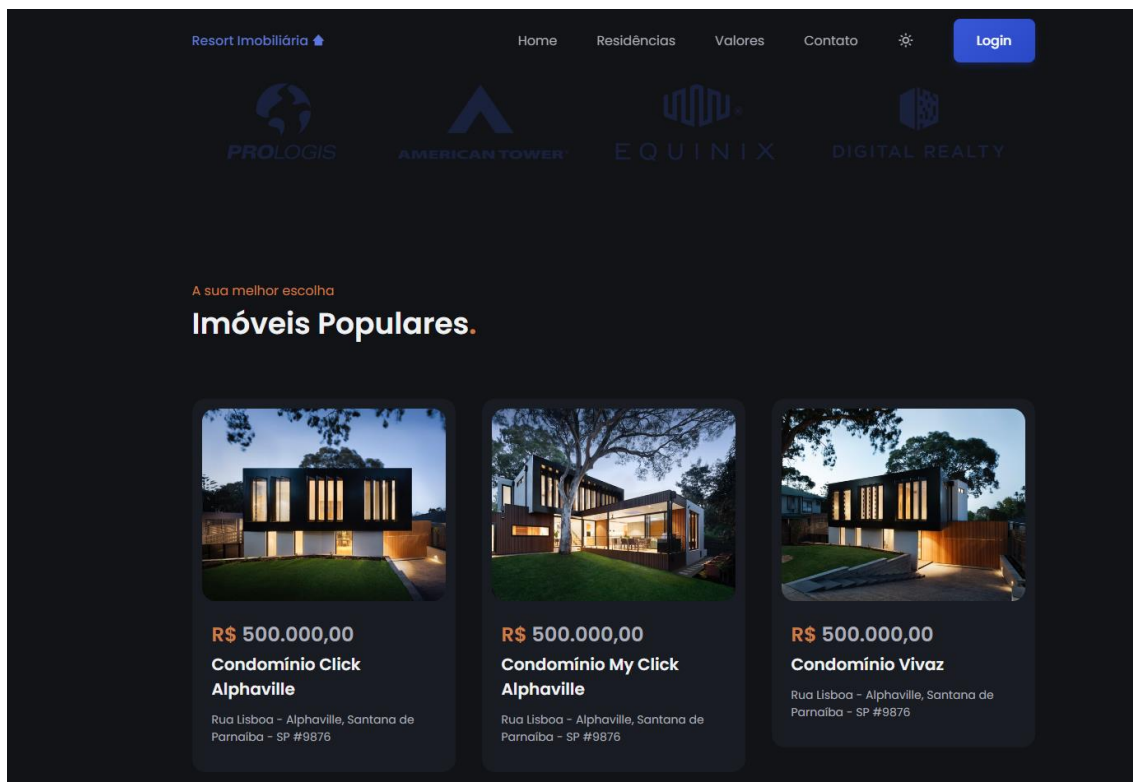 Resort Imobiliária
Home
Residências
Valores
Contato
Login
PROLOGIS
AMERICAN TOWER®
EQUINIX®
DIGITAL REALTY
A sua melhor escolha
Imóveis Populares.
R$ 500.000,00
Condomínio Click
Alphaville
Rua Lisboa - Alphaville, Santana de
Parnaíba - SP #9876
R$ 500.000,00
Condomínio My Click
Alphaville
Rua Lisboa - Alphaville, Santana de
Parnaíba - SP #9876
R$ 500.000,00
Condomínio Vivaz
Rua Lisboa - Alphaville, Santana de
Parnaíba - SP #9876